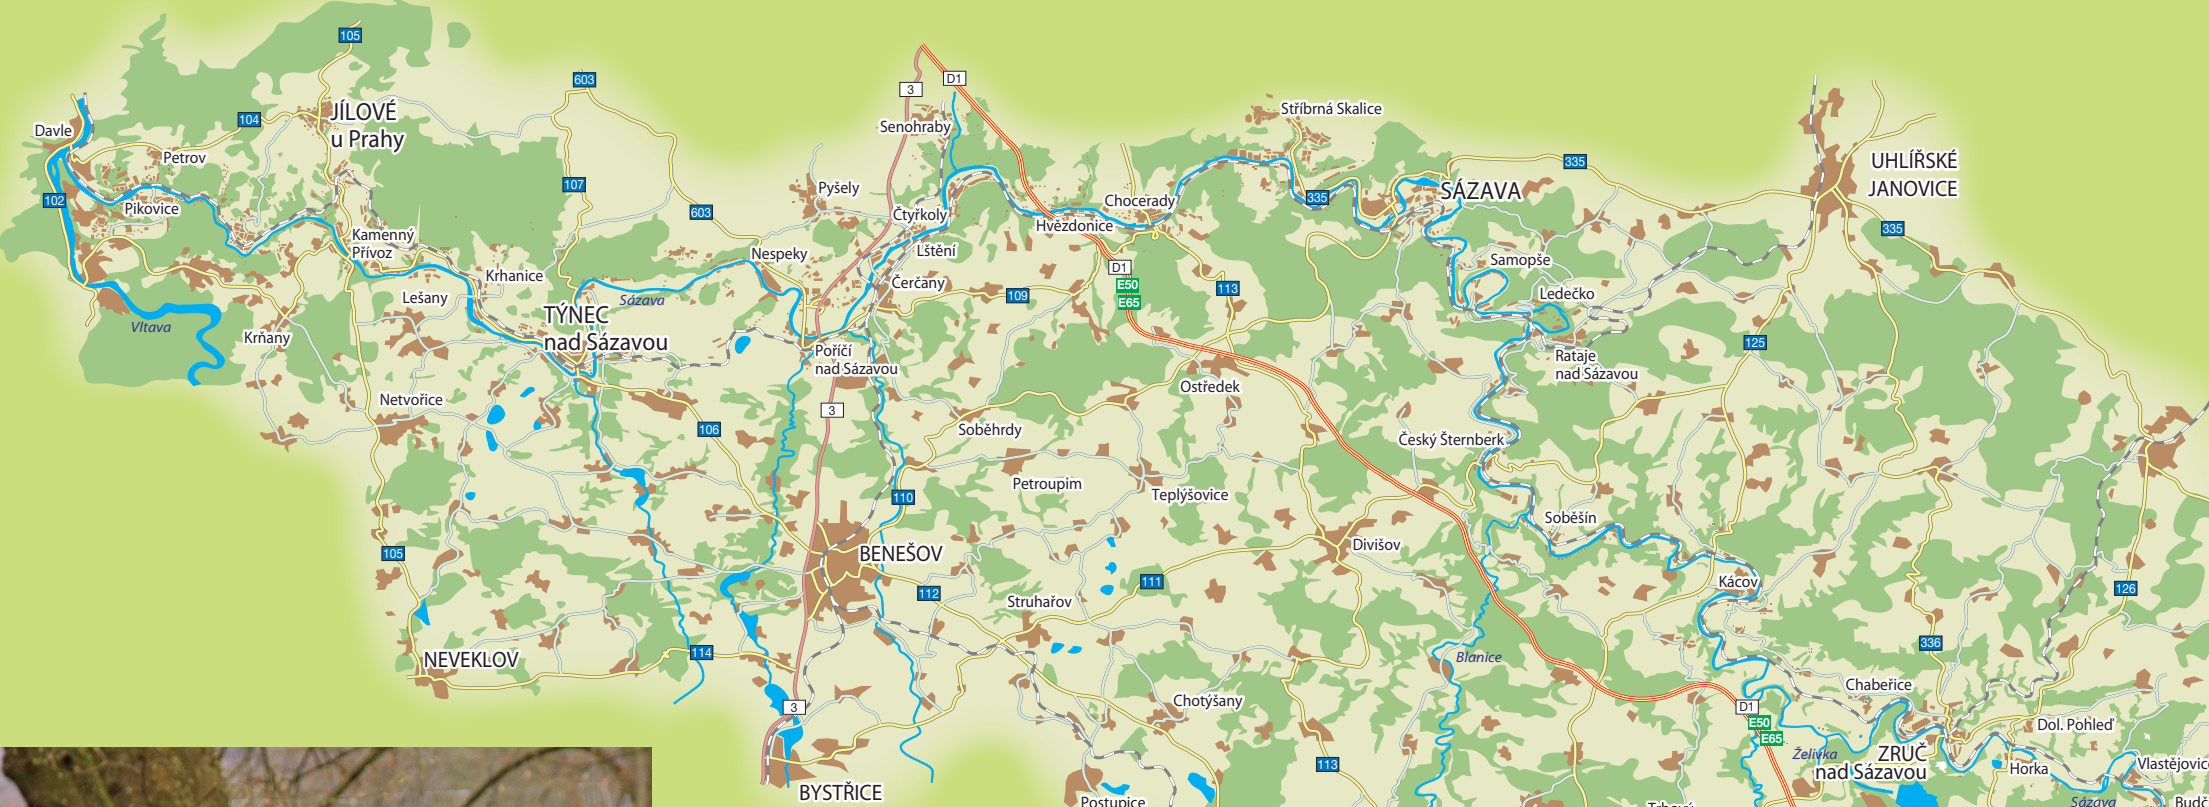 105
603
3
D1
Davle
104
JÍLOVÉ
u Prahy
Senohraby
Stříbrná Skalice
Petrov
335
UHLÍŘSKÉ
JANOVICE
102
107
Pyšely
Pikovice
603
Čtyřkoly
Chocerady
335
SÁZAVA
Hvězdonice
335
Kamenný
Přívoz
Nespeky
Lštění
Krhanice
Čerčany
D1
E50
E65
Samopše
Lešany
Sázava
109
113
Ledečko
TÝNEC
nad Sázavou
Vltava
Krňany
Poříčí
nad Sázavou
125
Rataje
nad Sázavou
Ostředek
Netvořice
3
106
Soběhrdy
Český Šternberk
Petroupim
110
Teplýšovice
Soběšín
105
BENEŠOV
Divišov
111
Kácov
112
Struhařov
126
336
NEVEKLOV
114
Blanice
Chabeřice
3
Chotýšany
D1
E50
E65
Dol. Pohleď
Želivka
ZRUČ
nad Sázavou
113
Horka
Vlastějovic
BYSTŘICE
Postupice
Sázava